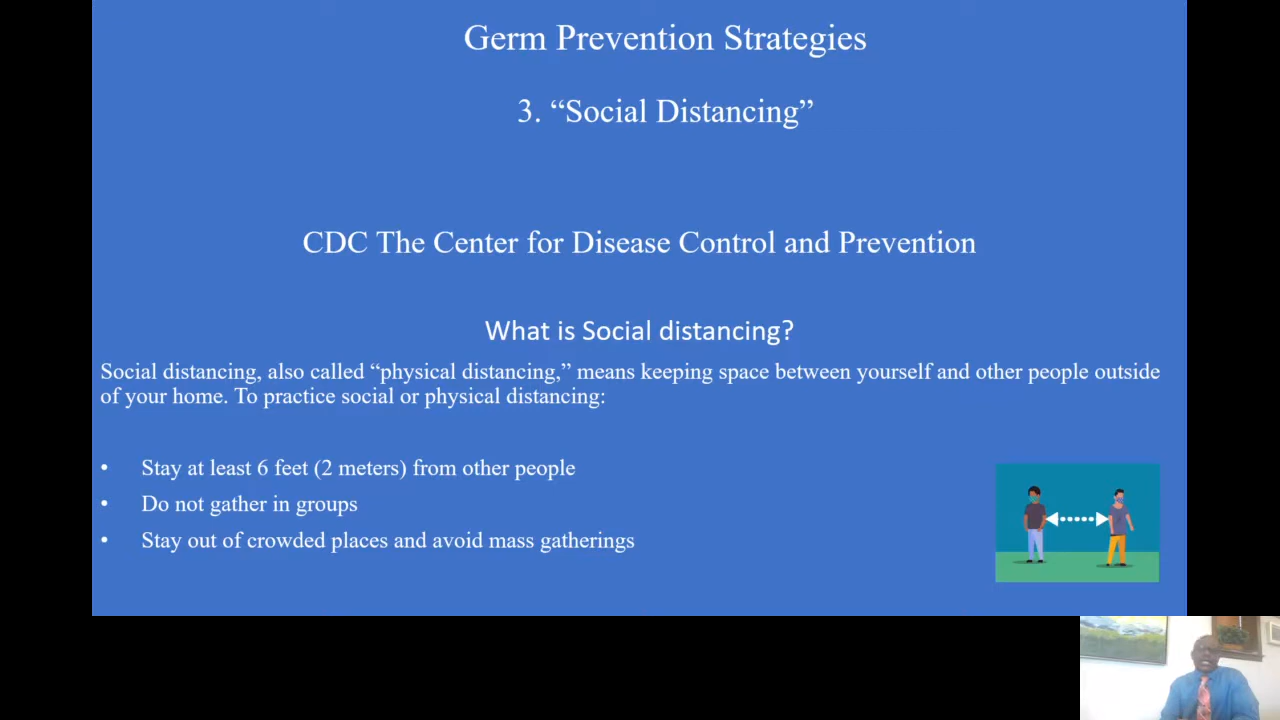 Germ Prevention Strategies
3. “Social Distancing”
CDC The Center for Disease Control and Prevention
What is Social distancing?
Social distancing, also called “physical distancing,” means keeping space between yourself and other people outside
of your home. To practice social or physical distancing:
• Stay at least 6 feet (2 meters) from other people
• Do not gather in groups
• Stay out of crowded places and avoid mass gatherings